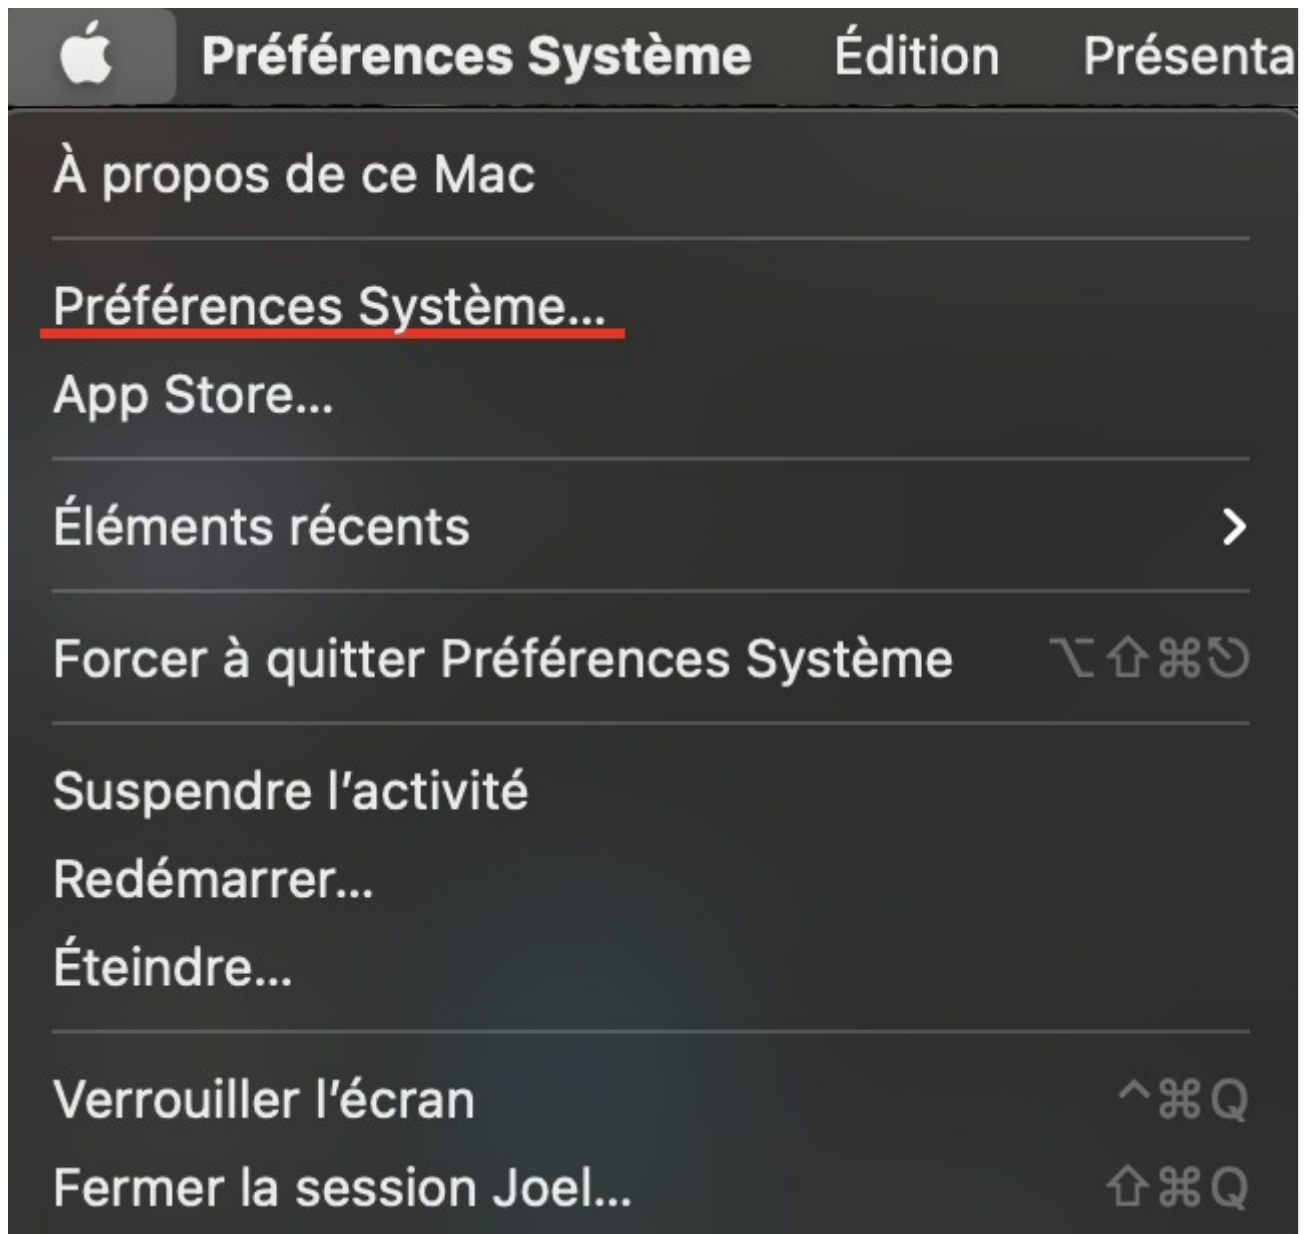 Préférences Système Édition Présenta
À propos de ce Mac
Préférences Système...
App Store...
Éléments récents
Forcer à quitter Préférences Système ⌥⇧⌘⎋
Suspendre l’activité
Redémarrer...
Éteindre...
Verrouiller l’écran ^⌘Q
Fermer la session Joel... ⇧⌘Q